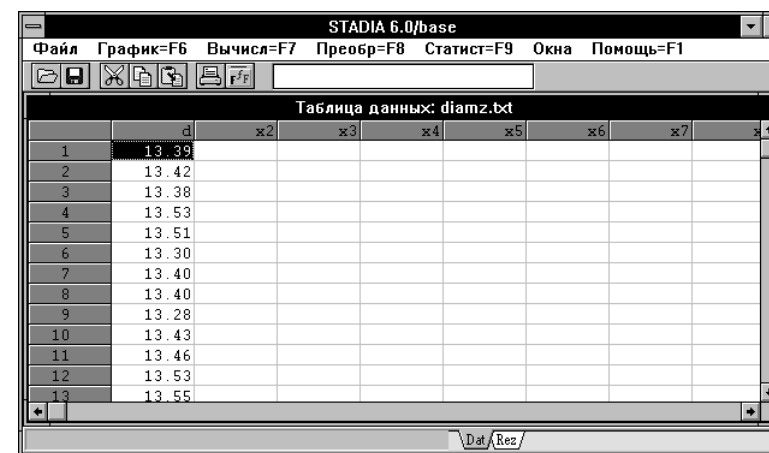 STADIA 6.0/base
Файл График=F6 Вычисл=F7 Преобр=F8 Статист=F9 Окна Помощь=F1
Таблица данных: diamz.txt
d x2 x3 x4 x5 x6 x7
1 13.39
2 13.42
3 13.38
4 13.53
5 13.51
6 13.30
7 13.40
8 13.40
9 13.28
10 13.43
11 13.46
12 13.53
13 13.55
Dat Rez